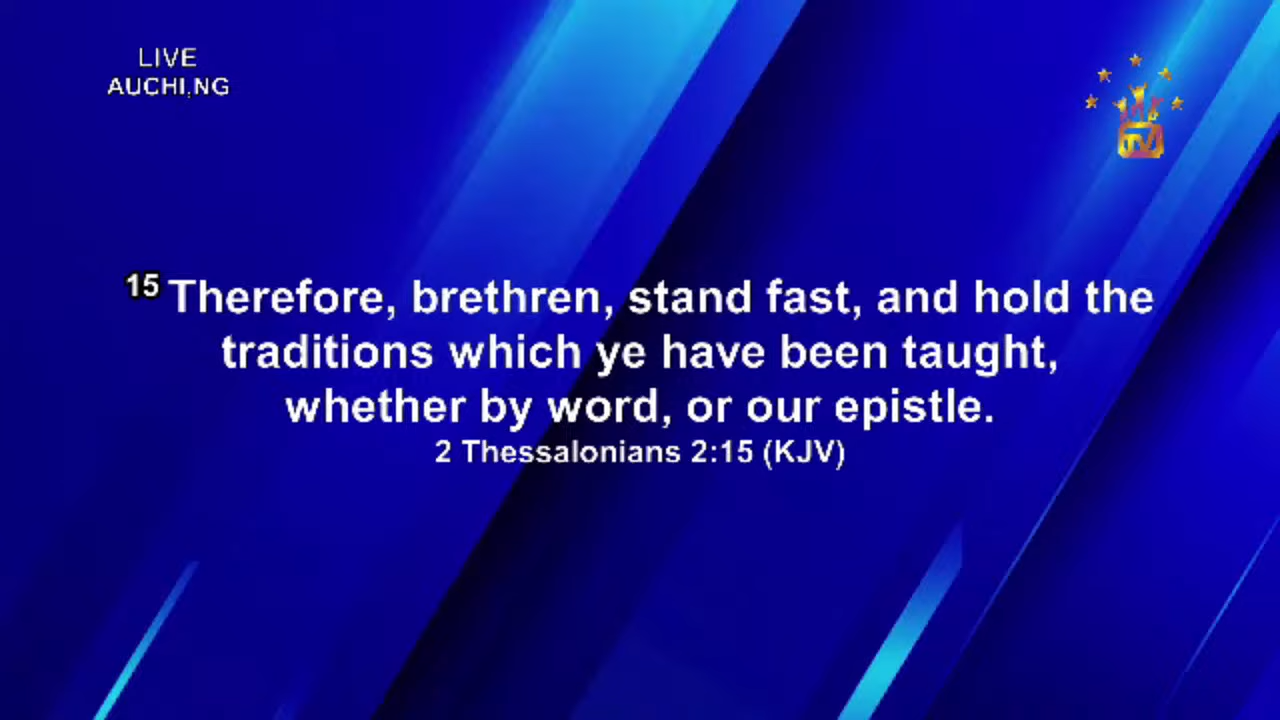 LIVE
AUCHI,NG
TV
15 Therefore, brethren, stand fast, and hold the
traditions which ye have been taught,
whether by word, or our epistle.
2 Thessalonians 2:15 (KJV)